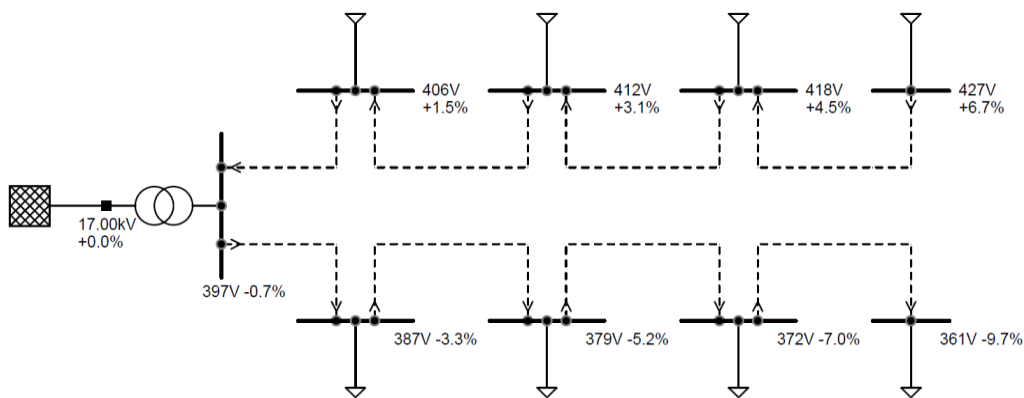 406V
+1.5%
412V
+3.1%
418V
+4.5%
427V
+6.7%
17.00kV
+0.0%
397V -0.7%
387V -3.3%
379V -5.2%
372V -7.0%
361V -9.7%